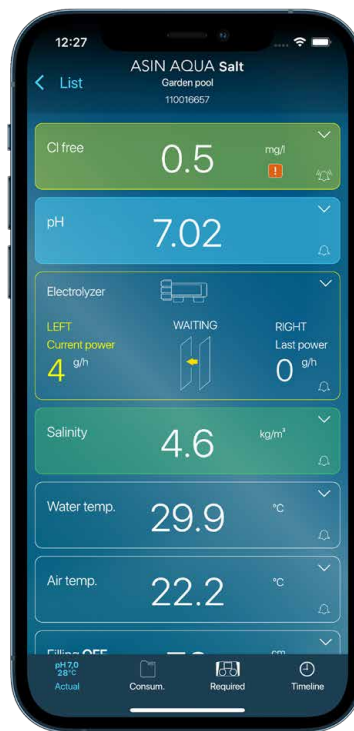 12:27
List
ASIN AQUA Salt
Garden pool
110016657
Cl free
0.5
mg/l
!
pH
7.02
Electrolyzer
LEFT
WAITING
RIGHT
Current power
Last power
4 g/h
0 g/h
Salinity
4.6
kg/m³
Water temp.
29.9
°C
Air temp.
22.2
°C
Filling OFF
cm
pH 7,0
28°C
Actual
Consum.
Required
Timeline